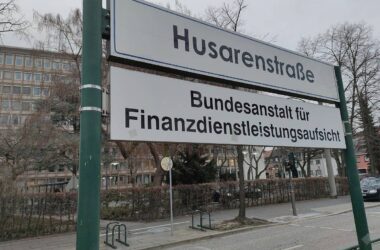 Husarenstraße
Bundesanstalt für
Finanzdienstleistungsaufsicht